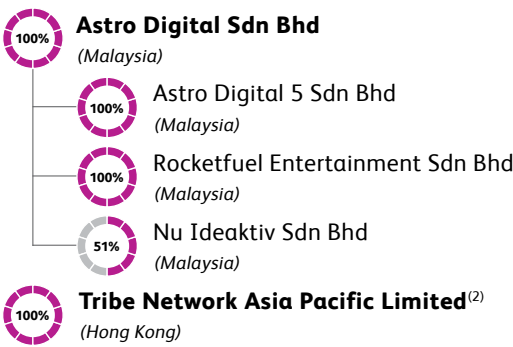 100%
Astro Digital Sdn Bhd
(Malaysia)
100%
Astro Digital 5 Sdn Bhd
(Malaysia)
100%
Rocketfuel Entertainment Sdn Bhd
(Malaysia)
51%
Nu Ideaktiv Sdn Bhd
(Malaysia)
100%
Tribe Network Asia Pacific Limited(2)
(Hong Kong)